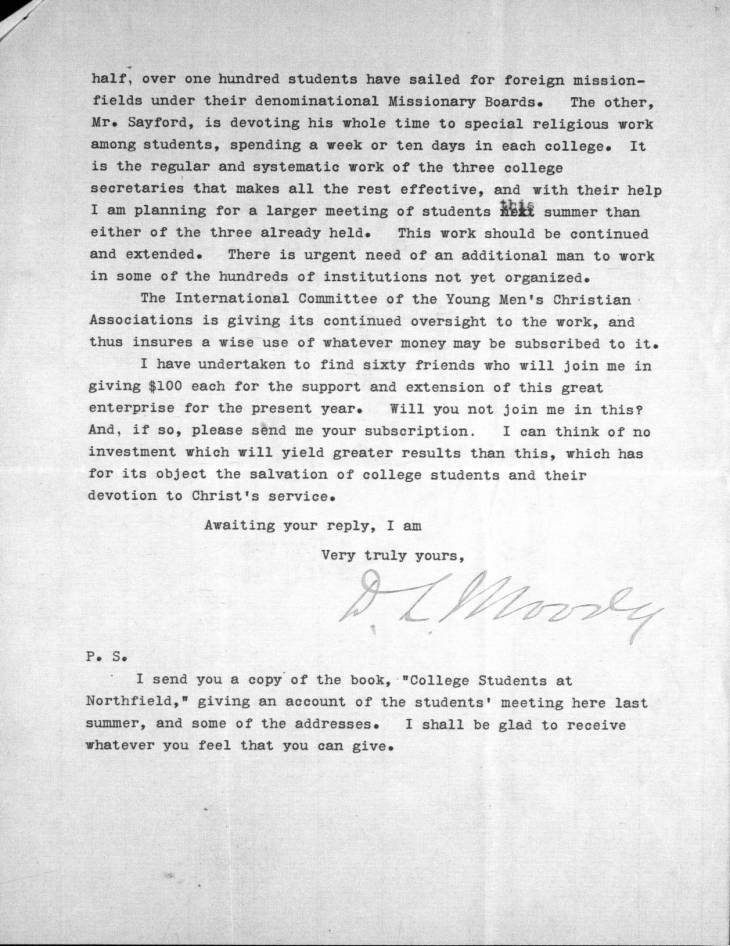 half, over one hundred students have sailed for foreign mission-
fields under their denominational Missionary Boards. The other,
Mr. Sayford, is devoting his whole time to special religious work
among students, spending a week or ten days in each college. It
is the regular and systematic work of the three college
secretaries that makes all the rest effective, and with their help
I am planning for a larger meeting of students this summer than
either of the three already held. This work should be continued
and extended. There is urgent need of an additional man to work
in some of the hundreds of institutions not yet organized.
The International Committee of the Young Men's Christian
Associations is giving its continued oversight to the work, and
thus insures a wise use of whatever money may be subscribed to it.
I have undertaken to find sixty friends who will join me in
giving $100 each for the support and extension of this great
enterprise for the present year. Will you not join me in this?
And, if so, please send me your subscription. I can think of no
investment which will yield greater results than this, which has
for its object the salvation of college students and their
devotion to Christ's service.
Awaiting your reply, I am
Very truly yours,
D. L. Moody
P. S.
I send you a copy of the book, "College Students at
Northfield," giving an account of the students' meeting here last
summer, and some of the addresses. I shall be glad to receive
whatever you feel that you can give.